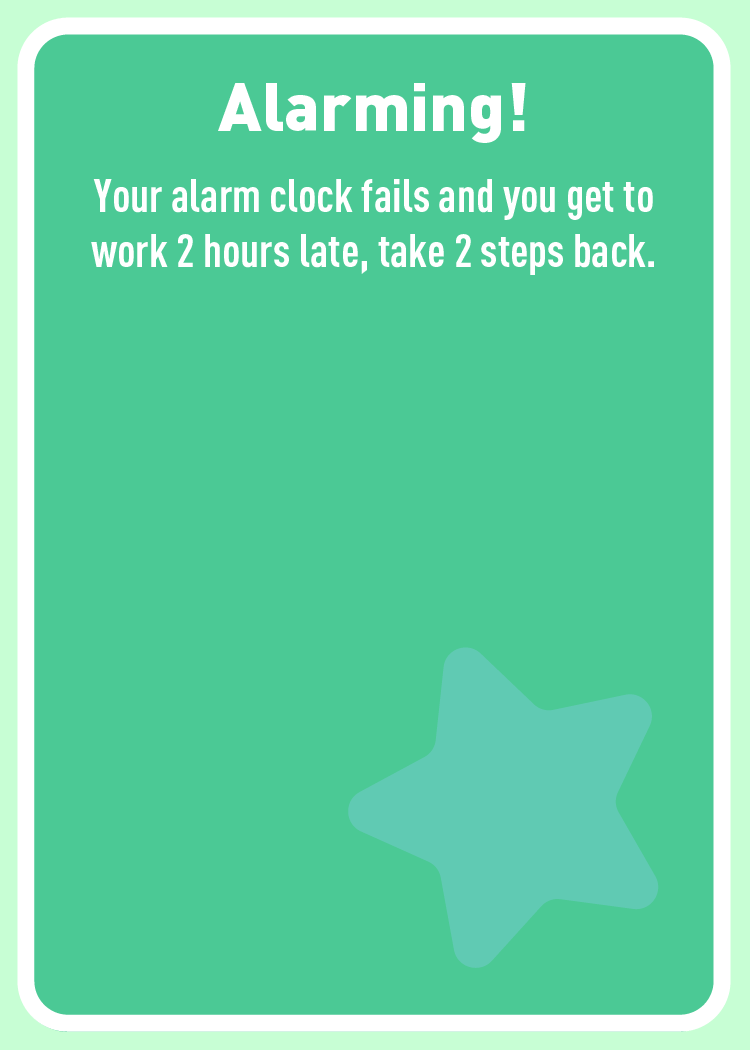 Alarming!
Your alarm clock fails and you get to
work 2 hours late, take 2 steps back.